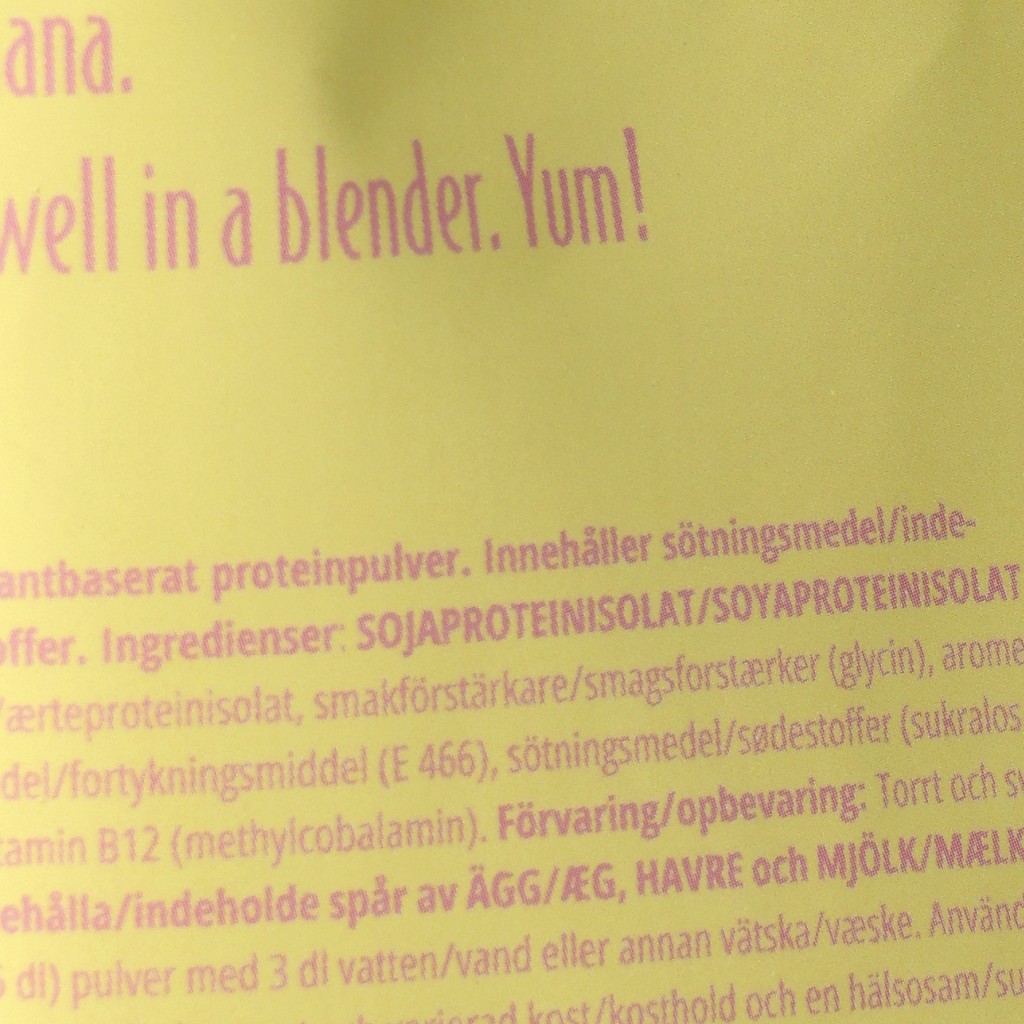 ana.
well in a blender. Yum!
antbaserat proteinpulver. Innehåller sötningsmedel/inde-
offer. Ingredienser: SOJAPROTEINISOLAT/SOYAPROTEINISOLAT
/ærteproteinisolat, smakförstärkare/smagsforstærker (glycin), arome
del/fortykningsmiddel (E 466), sötningsmedel/sødestoffer (sukralos,
tamin B12 (methylcobalamin). Förvaring/opbevaring: Torrt och sv
ehålla/indeholde spår av ÄGG/ÆG, HAVRE och MJÖLK/MÆLK
dl) pulver med 3 dl vatten/vand eller annan vätska/væske. Använd
kost/kosthold och en hälsosam/su